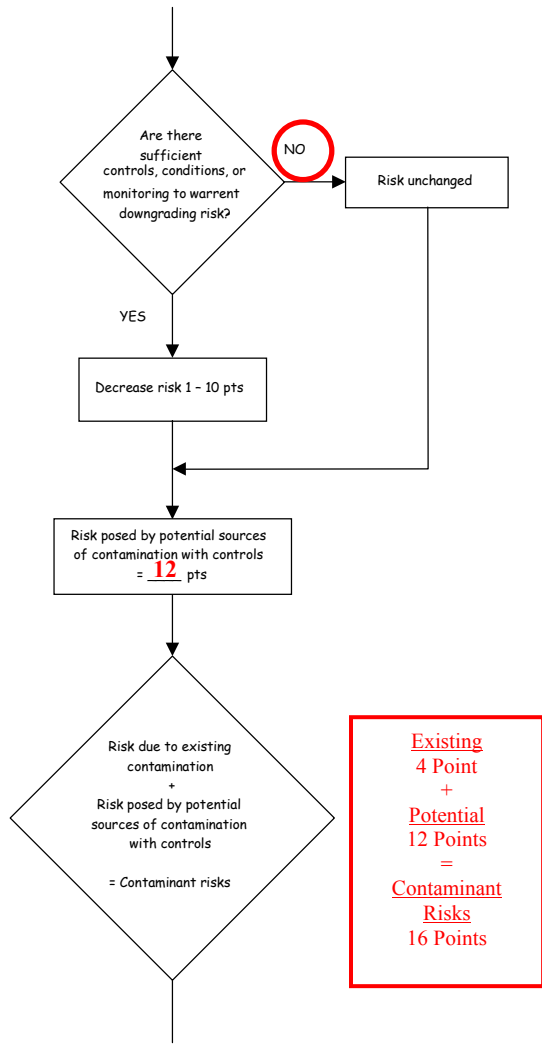 Are there
sufficient
controls, conditions, or
monitoring to warrent
downgrading risk?
NO
Risk unchanged
YES
Decrease risk 1 – 10 pts
Risk posed by potential sources
of contamination with controls
= 12 pts
Risk due to existing
contamination
+
Risk posed by potential
sources of contamination
with controls
= Contaminant risks
Existing
4 Point
+
Potential
12 Points
=
Contaminant
Risks
16 Points